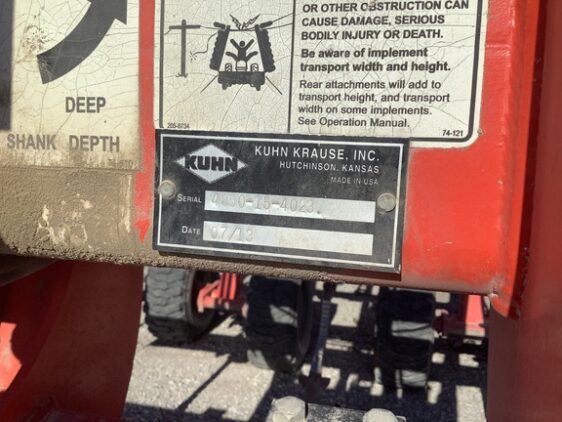 OR OTHER OBSTRUCTION CAN
CAUSE DAMAGE, SERIOUS
BODILY INJURY OR DEATH.
Be aware of implement
transport width and height.
Rear attachments will add to
transport height, and transport
width on some implements.
See Operation Manual.
74-121
DEEP
SHANK DEPTH
KUHN
KUHN KRAUSE, INC.
HUTCHINSON, KANSAS
MADE IN USA
SERIAL
DATE 07/13